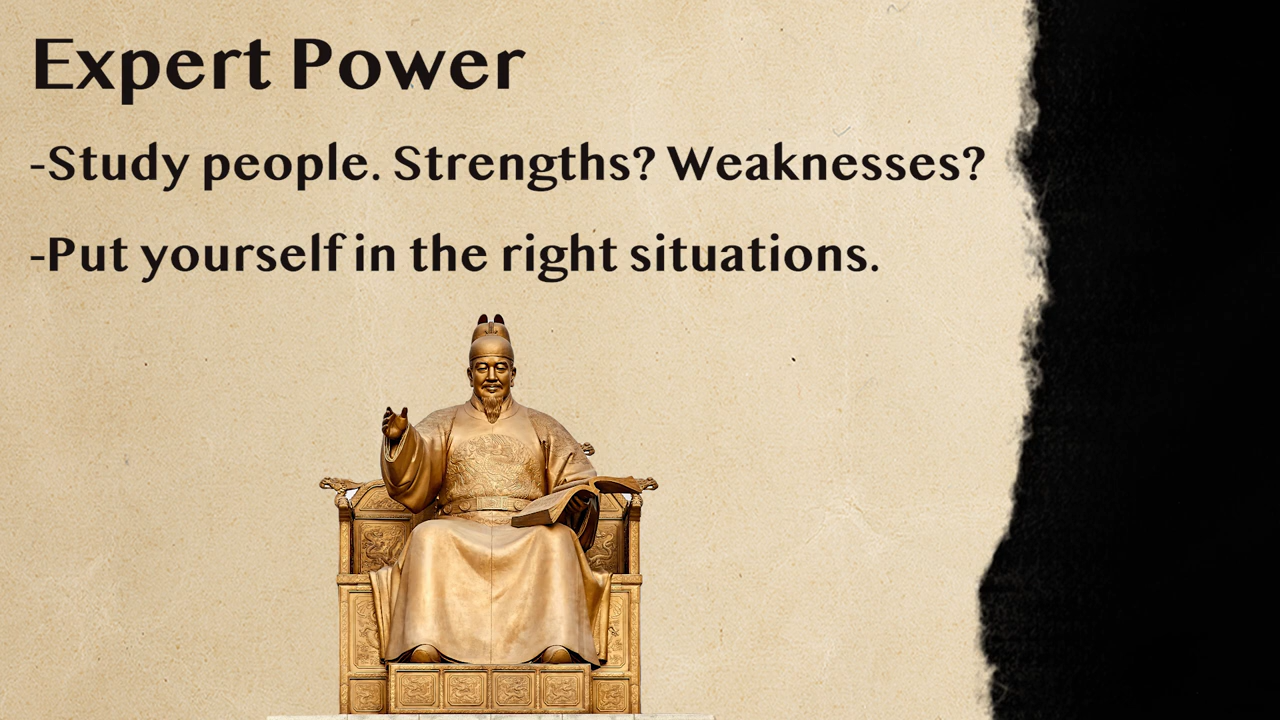 Expert Power
-Study people. Strengths? Weaknesses?
-Put yourself in the right situations.